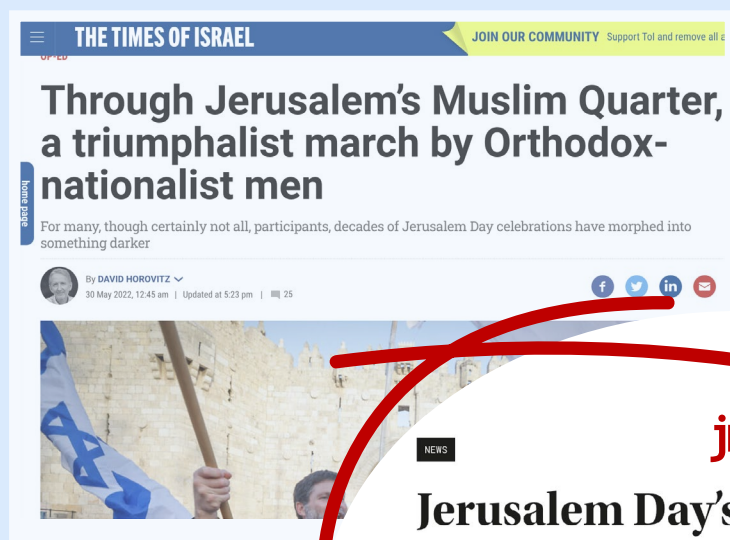 THE TIMES OF ISRAEL
JOIN OUR COMMUNITY Support ToI and remove all a
OP-ED
Through Jerusalem's Muslim Quarter,
a triumphalist march by Orthodox-
nationalist men
home page
For many, though certainly not all, participants, decades of Jerusalem Day celebrations have morphed into
something darker
By DAVID HOROVITZ
30 May 2022, 12:45 am | Updated at 5:23 pm | 25
NEWS
Jerusalem Day's